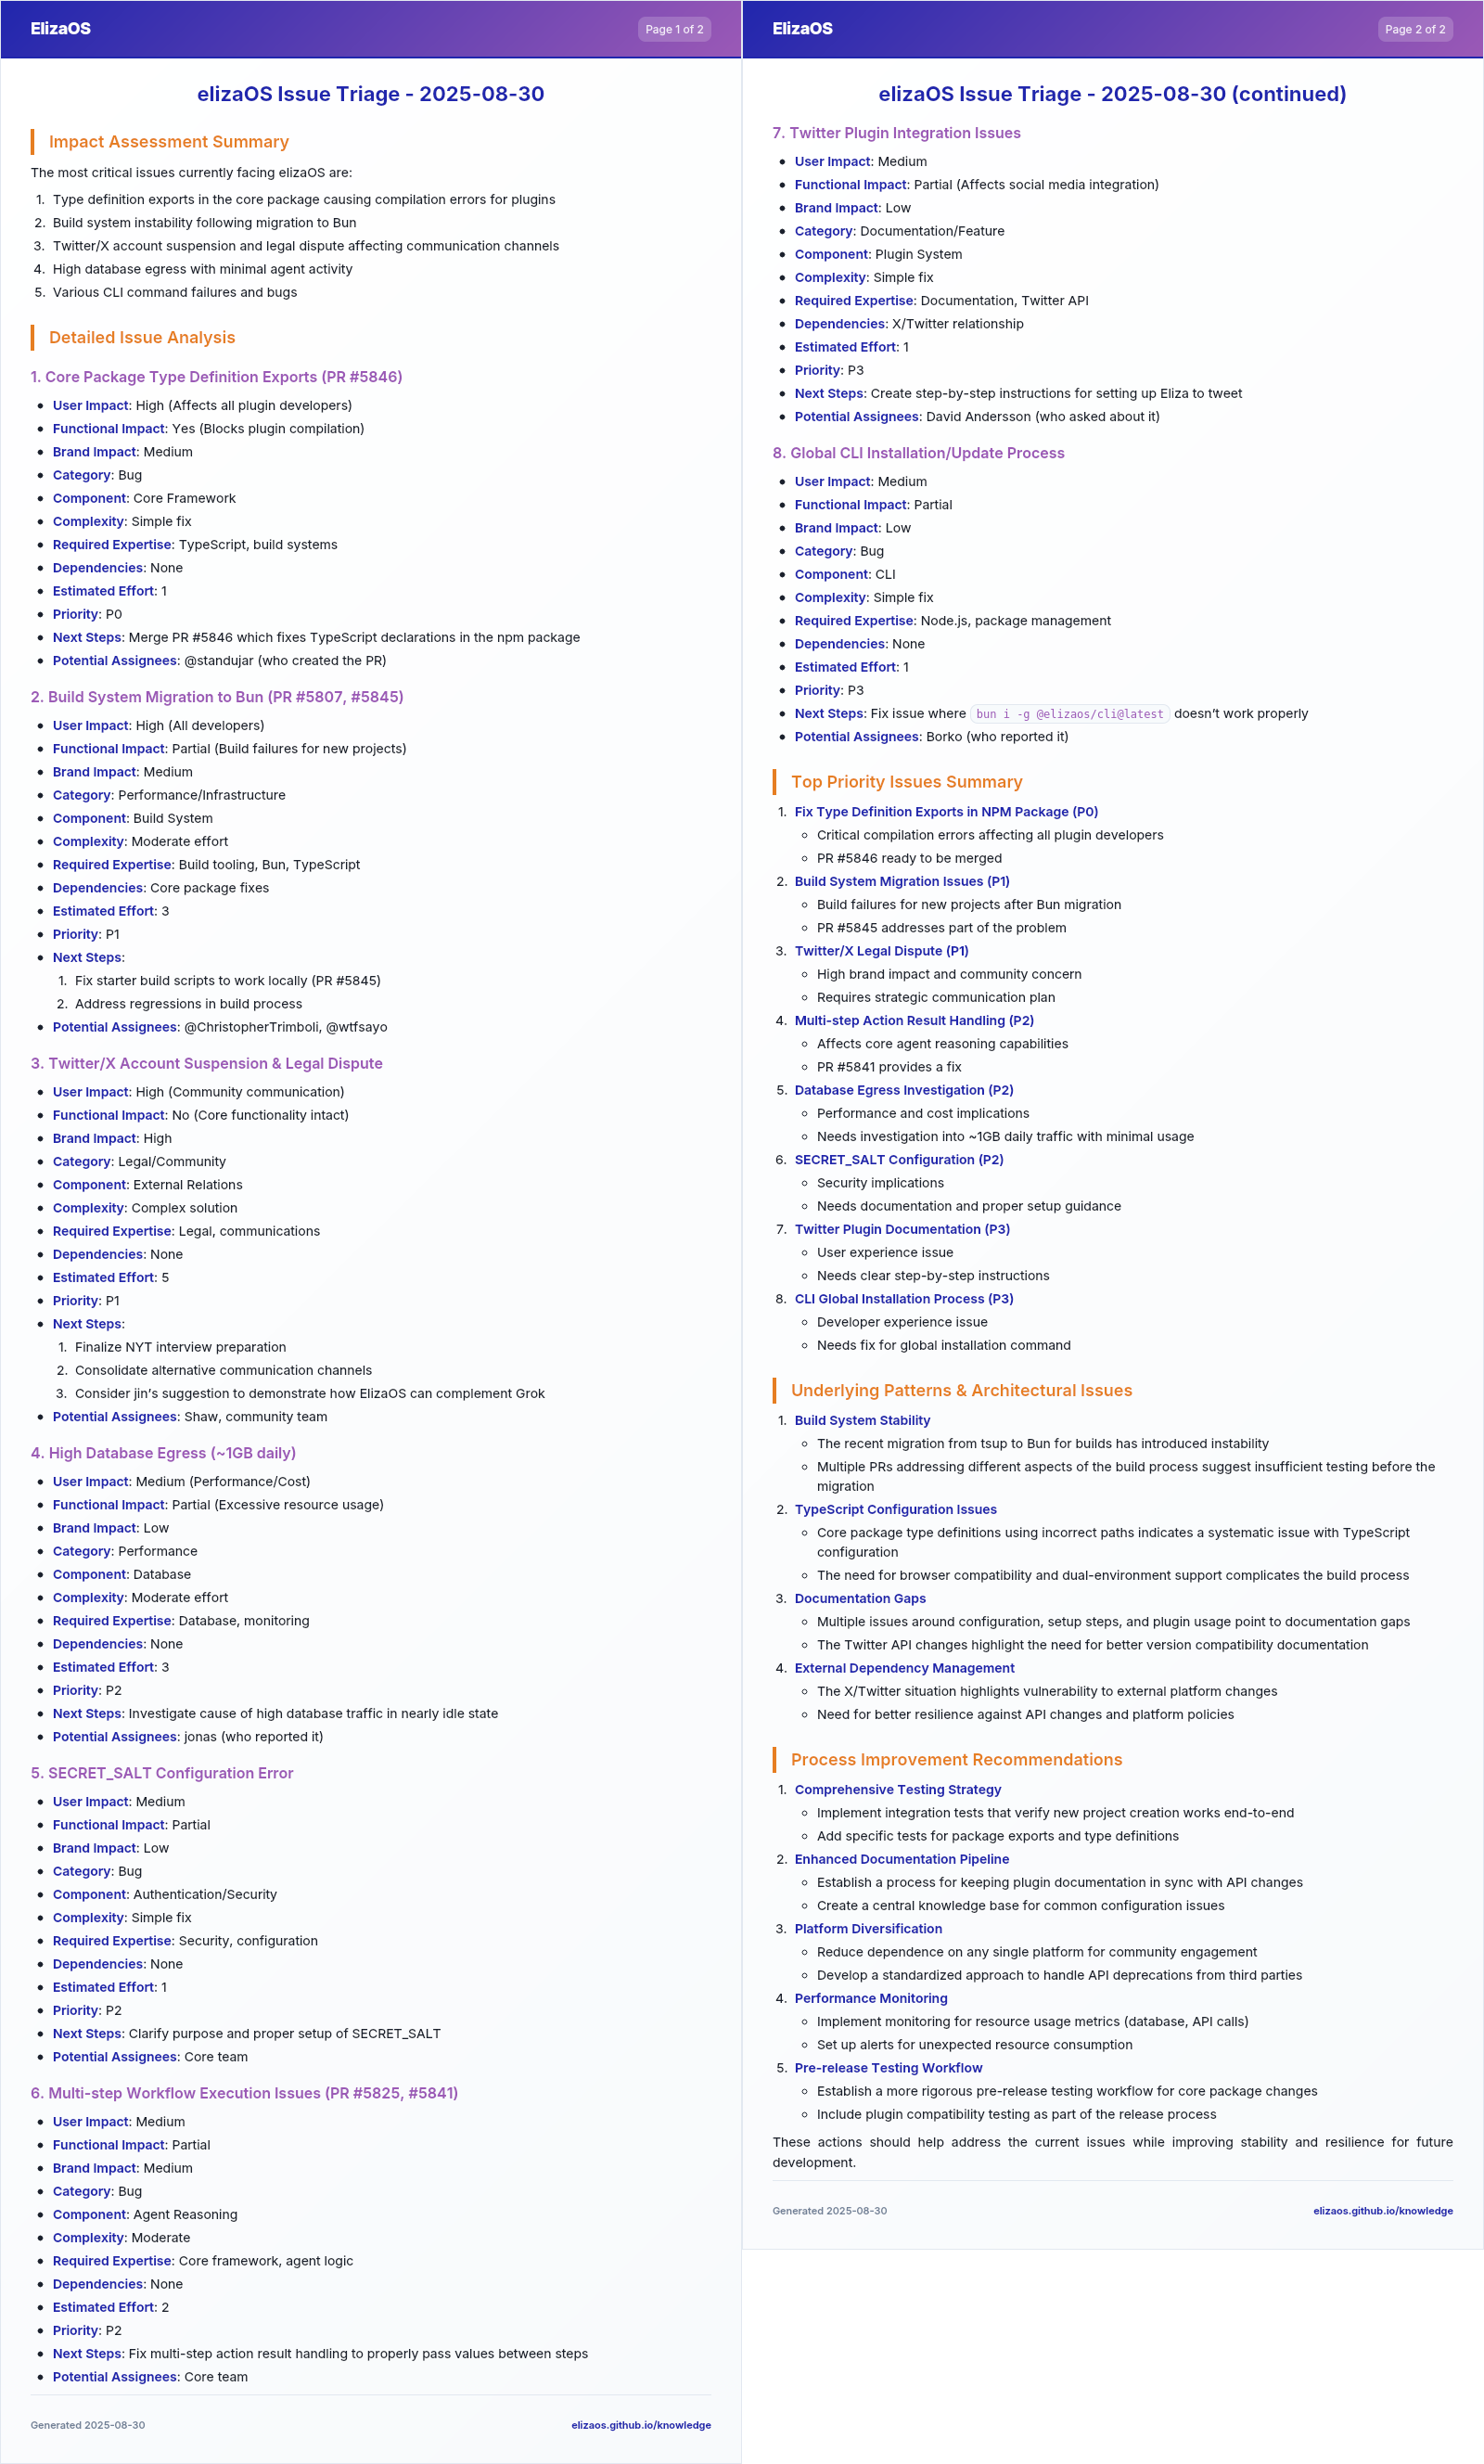 ElizaOS
Page 1 of 2
elizaOS Issue Triage - 2025-08-30
Impact Assessment Summary
The most critical issues currently facing elizaOS are:
1. Type definition exports in the core package causing compilation errors for plugins
2. Build system instability following migration to Bun
3. Twitter/X account suspension and legal dispute affecting communication channels
4. High database egress with minimal agent activity
5. Various CLI command failures and bugs
Detailed Issue Analysis
1. Core Package Type Definition Exports (PR #5846)
• User Impact: High (Affects all plugin developers)
• Functional Impact: Yes (Blocks plugin compilation)
• Brand Impact: Medium
• Category: Bug
• Component: Core Framework
• Complexity: Simple fix
• Required Expertise: TypeScript, build systems
• Dependencies: None
• Estimated Effort: 1
• Priority: P0
• Next Steps: Merge PR #5846 which fixes TypeScript declarations in the npm package
• Potential Assignees: @standujar (who created the PR)
2. Build System Migration to Bun (PR #5807, #5845)
• User Impact: High (All developers)
• Functional Impact: Partial (Build failures for new projects)
• Brand Impact: Medium
• Category: Performance/Infrastructure
• Component: Build System
• Complexity: Moderate effort
• Required Expertise: Build tooling, Bun, TypeScript
• Dependencies: Core package fixes
• Estimated Effort: 3
• Priority: P1
• Next Steps:
1. Fix starter build scripts to work locally (PR #5845)
2. Address regressions in build process
• Potential Assignees: @ChristopherTrimboli, @wtfsayo
3. Twitter/X Account Suspension & Legal Dispute
• User Impact: High (Community communication)
• Functional Impact: No (Core functionality intact)
• Brand Impact: High
• Category: Legal/Community
• Component: External Relations
• Complexity: Complex solution
• Required Expertise: Legal, communications
• Dependencies: None
• Estimated Effort: 5
• Priority: P1
• Next Steps:
1. Finalize NYT interview preparation
2. Consolidate alternative communication channels
3. Consider jin's suggestion to demonstrate how ElizaOS can complement Grok
• Potential Assignees: Shaw, community team
4. High Database Egress (~1GB daily)
• User Impact: Medium (Performance/Cost)
• Functional Impact: Partial (Excessive resource usage)
• Brand Impact: Low
• Category: Performance
• Component: Database
• Complexity: Moderate effort
• Required Expertise: Database, monitoring
• Dependencies: None
• Estimated Effort: 3
• Priority: P2
• Next Steps: Investigate cause of high database traffic in nearly idle state
• Potential Assignees: jonas (who reported it)
5. SECRET_SALT Configuration Error
• User Impact: Medium
• Functional Impact: Partial
• Brand Impact: Low
• Category: Bug
• Component: Authentication/Security
• Complexity: Simple fix
• Required Expertise: Security, configuration
• Dependencies: None
• Estimated Effort: 1
• Priority: P2
• Next Steps: Clarify purpose and proper setup of SECRET_SALT
• Potential Assignees: Core team
6. Multi-step Workflow Execution Issues (PR #5825, #5841)
• User Impact: Medium
• Functional Impact: Partial
• Brand Impact: Medium
• Category: Bug
• Component: Agent Reasoning
• Complexity: Moderate
• Required Expertise: Core framework, agent logic
• Dependencies: None
• Estimated Effort: 2
• Priority: P2
• Next Steps: Fix multi-step action result handling to properly pass values between steps
• Potential Assignees: Core team
Generated 2025-08-30
elizaos.github.io/knowledge
ElizaOS
Page 2 of 2
elizaOS Issue Triage - 2025-08-30 (continued)
7. Twitter Plugin Integration Issues
• User Impact: Medium
• Functional Impact: Partial (Affects social media integration)
• Brand Impact: Low
• Category: Documentation/Feature
• Component: Plugin System
• Complexity: Simple fix
• Required Expertise: Documentation, Twitter API
• Dependencies: X/Twitter relationship
• Estimated Effort: 1
• Priority: P3
• Next Steps: Create step-by-step instructions for setting up Eliza to tweet
• Potential Assignees: David Andersson (who asked about it)
8. Global CLI Installation/Update Process
• User Impact: Medium
• Functional Impact: Partial
• Brand Impact: Low
• Category: Bug
• Component: CLI
• Complexity: Simple fix
• Required Expertise: Node.js, package management
• Dependencies: None
• Estimated Effort: 1
• Priority: P3
• Next Steps: Fix issue where bun i -g @elizaos/cli@latest doesn't work properly
• Potential Assignees: Borko (who reported it)
Top Priority Issues Summary
1. Fix Type Definition Exports in NPM Package (P0)
◦ Critical compilation errors affecting all plugin developers
◦ PR #5846 ready to be merged
2. Build System Migration Issues (P1)
◦ Build failures for new projects after Bun migration
◦ PR #5845 addresses part of the problem
3. Twitter/X Legal Dispute (P1)
◦ High brand impact and community concern
◦ Requires strategic communication plan
4. Multi-step Action Result Handling (P2)
◦ Affects core agent reasoning capabilities
◦ PR #5841 provides a fix
5. Database Egress Investigation (P2)
◦ Performance and cost implications
◦ Needs investigation into ~1GB daily traffic with minimal usage
6. SECRET_SALT Configuration (P2)
◦ Security implications
◦ Needs documentation and proper setup guidance
7. Twitter Plugin Documentation (P3)
◦ User experience issue
◦ Needs clear step-by-step instructions
8. CLI Global Installation Process (P3)
◦ Developer experience issue
◦ Needs fix for global installation command
Underlying Patterns & Architectural Issues
1. Build System Stability
◦ The recent migration from tsup to Bun for builds has introduced instability
◦ Multiple PRs addressing different aspects of the build process suggest insufficient testing before the
migration
2. TypeScript Configuration Issues
◦ Core package type definitions using incorrect paths indicates a systematic issue with TypeScript
configuration
◦ The need for browser compatibility and dual-environment support complicates the build process
3. Documentation Gaps
◦ Multiple issues around configuration, setup steps, and plugin usage point to documentation gaps
◦ The Twitter API changes highlight the need for better version compatibility documentation
4. External Dependency Management
◦ The X/Twitter situation highlights vulnerability to external platform changes
◦ Need for better resilience against API changes and platform policies
Process Improvement Recommendations
1. Comprehensive Testing Strategy
◦ Implement integration tests that verify new project creation works end-to-end
◦ Add specific tests for package exports and type definitions
2. Enhanced Documentation Pipeline
◦ Establish a process for keeping plugin documentation in sync with API changes
◦ Create a central knowledge base for common configuration issues
3. Platform Diversification
◦ Reduce dependence on any single platform for community engagement
◦ Develop a standardized approach to handle API deprecations from third parties
4. Performance Monitoring
◦ Implement monitoring for resource usage metrics (database, API calls)
◦ Set up alerts for unexpected resource consumption
5. Pre-release Testing Workflow
◦ Establish a more rigorous pre-release testing workflow for core package changes
◦ Include plugin compatibility testing as part of the release process
These actions should help address the current issues while improving stability and resilience for future
development.
Generated 2025-08-30
elizaos.github.io/knowledge